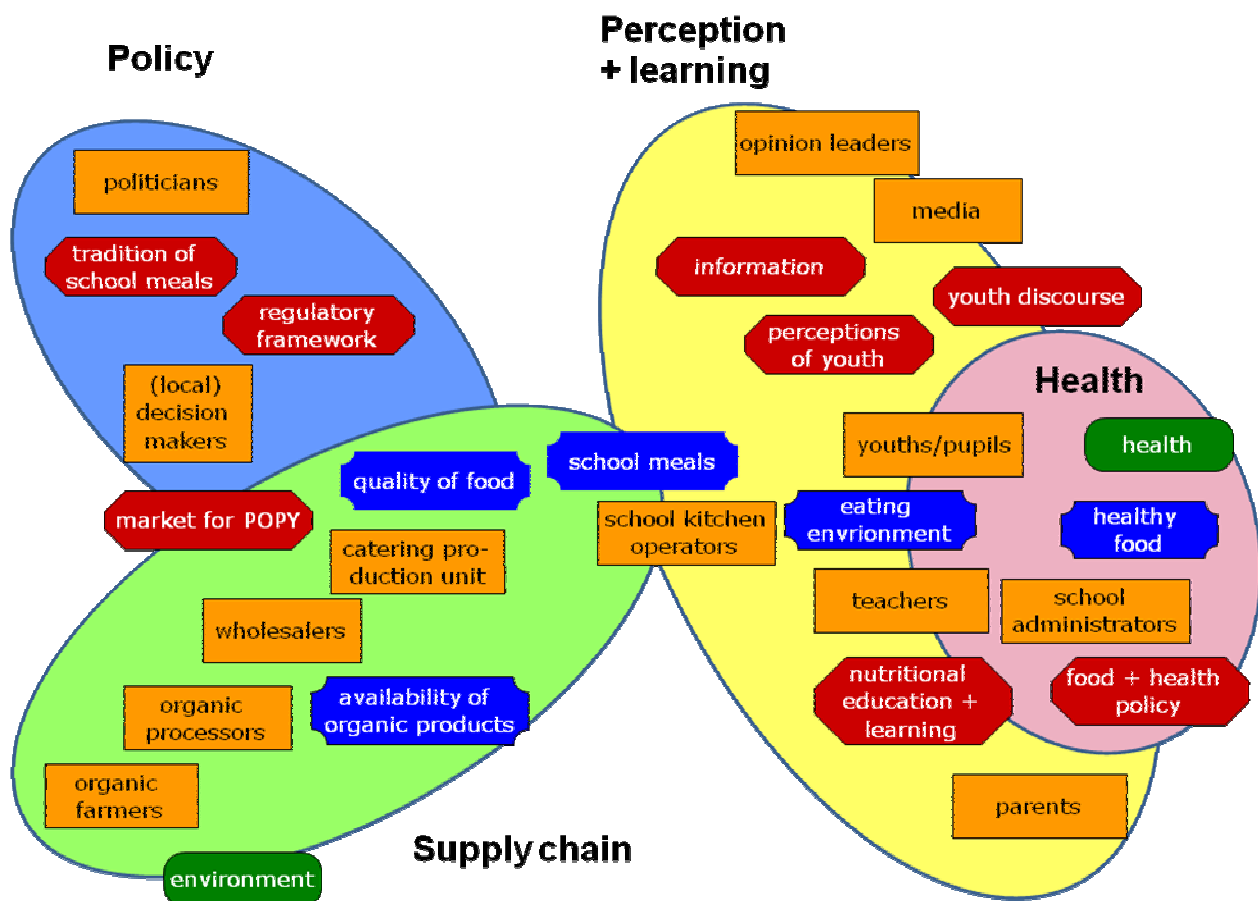 Policy
Perception
+ learning
opinion leaders
politicians
media
tradition of
school meals
information
youth discourse
regulatory
framework
perceptions
of youth
Health
(local)
decision
makers
youths/pupils
health
school meals
quality of food
market for POPY
school kitchen
operators
eating
envrionment
healthy
food
catering pro-
duction unit
teachers
school
administrators
wholesalers
nutritional
education +
learning
food + health
policy
organic
processors
availability of
organic products
organic
farmers
parents
Supply chain
environment